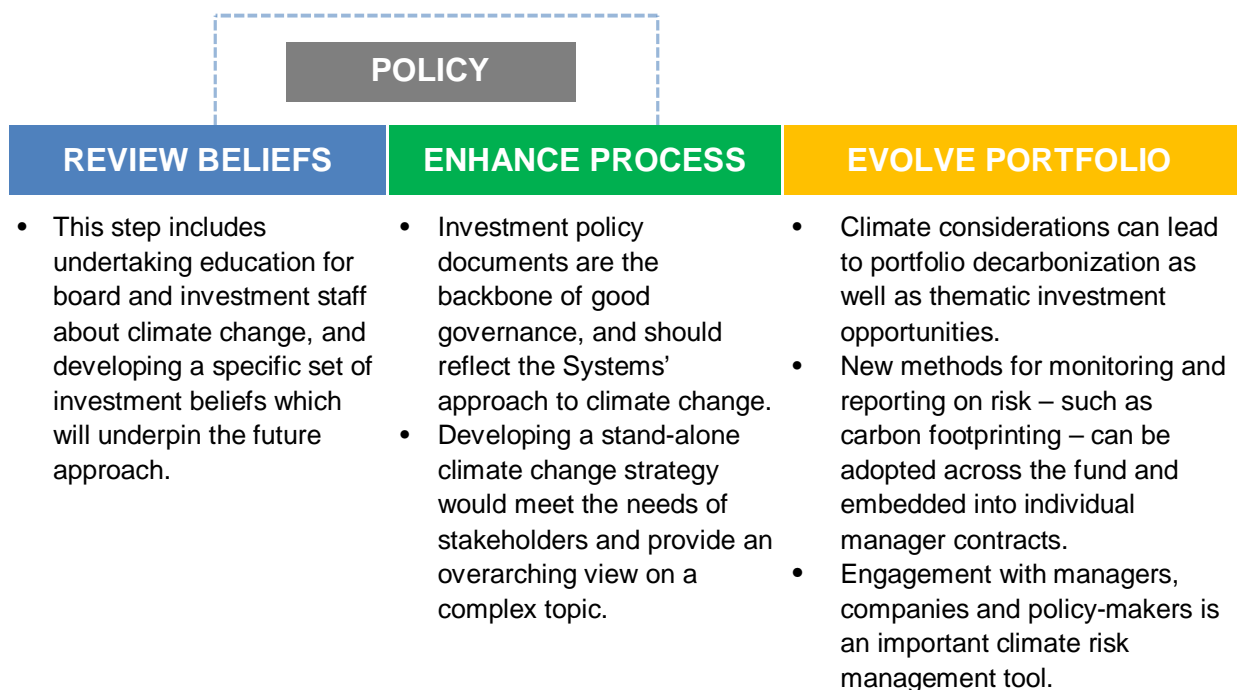 POLICY
REVIEW BELIEFS
ENHANCE PROCESS
EVOLVE PORTFOLIO
• This step includes
undertaking education for
board and investment staff
about climate change, and
developing a specific set of
investment beliefs which
will underpin the future
approach.
• Investment policy
documents are the
backbone of good
governance, and should
reflect the Systems’
approach to climate change.
• Developing a stand-alone
climate change strategy
would meet the needs of
stakeholders and provide an
overarching view on a
complex topic.
• Climate considerations can lead
to portfolio decarbonization as
well as thematic investment
opportunities.
• New methods for monitoring and
reporting on risk – such as
carbon footprinting – can be
adopted across the fund and
embedded into individual
manager contracts.
• Engagement with managers,
companies and policy-makers is
an important climate risk
management tool.